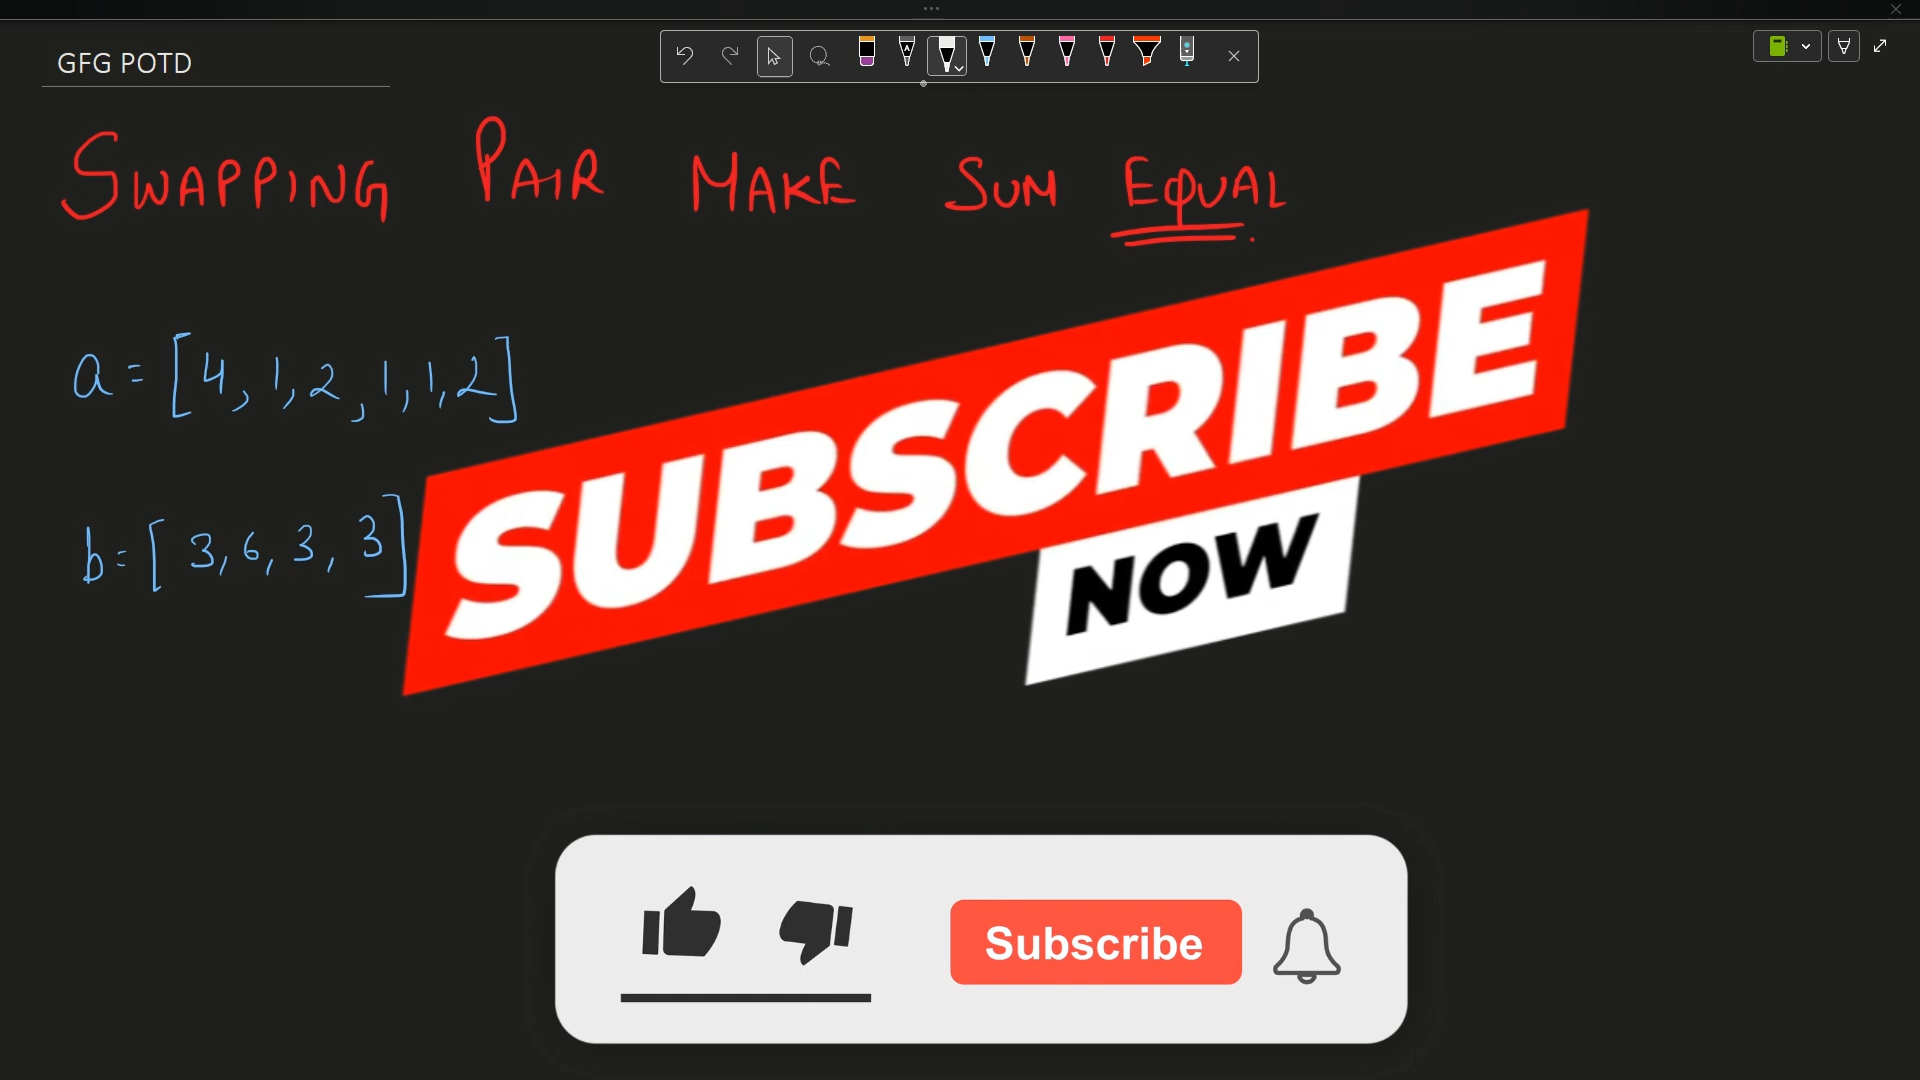 GFG POTD
SWAPPING PAIR MAKE SUM EQUAL
a = [4, 1, 2, 1, 1, 2]
b = [3, 6, 3, 3]
SUBSCRIBE
NOW
Subscribe